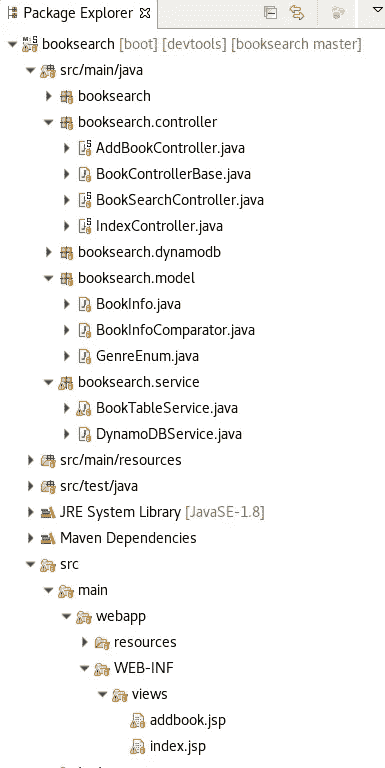 Package Explorer
booksearch [boot] [devtools] [booksearch master]
src/main/java
booksearch
booksearch.controller
AddBookController.java
BookControllerBase.java
BookSearchController.java
IndexController.java
booksearch.dynamodb
booksearch.model
BookInfo.java
BookInfoComparator.java
GenreEnum.java
booksearch.service
BookTableService.java
DynamoDBService.java
src/main/resources
src/test/java
JRE System Library [JavaSE-1.8]
Maven Dependencies
src
main
webapp
resources
WEB-INF
views
addbook.jsp
index.jsp